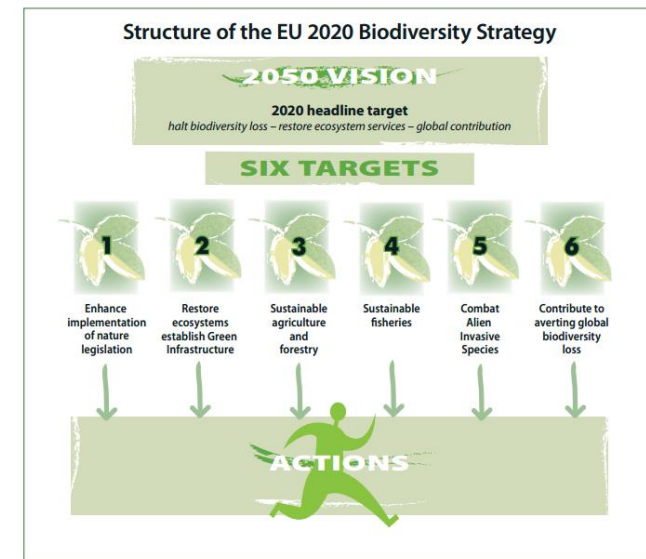 Structure of the EU 2020 Biodiversity Strategy
2050 VISION
2020 headline target
halt biodiversity loss – restore ecosystem services – global contribution
SIX TARGETS
1
Enhance
implementation
of nature
legislation
2
Restore
ecosystems
establish Green
Infrastructure
3
Sustainable
agriculture
and
forestry
4
Sustainable
fisheries
5
Combat
Alien
Invasive
Species
6
Contribute to
averting global
biodiversity
loss
ACTIONS